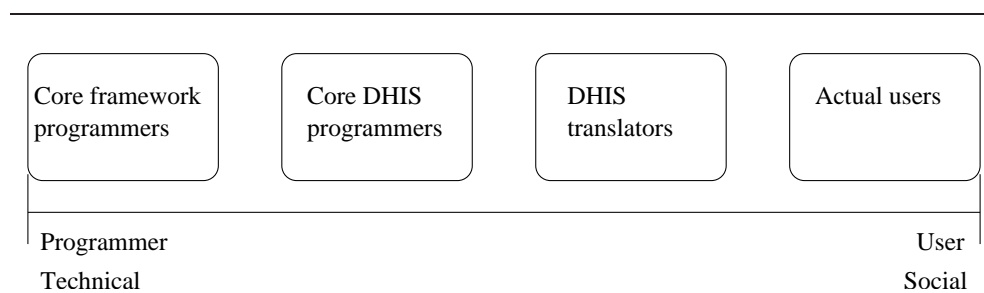 Core framework
programmers
Core DHIS
programmers
DHIS
translators
Actual users
Programmer
User
Technical
Social